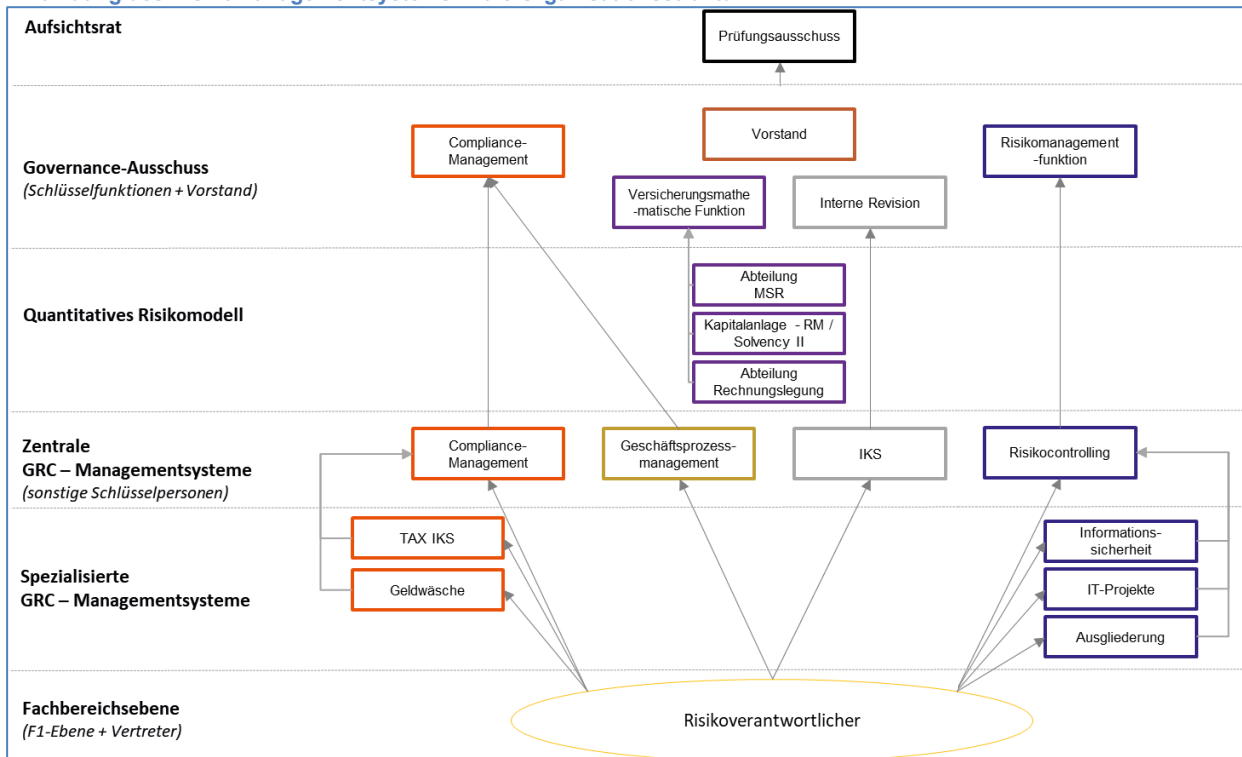 Aufsichtsrat
Prüfungsausschuss
Governance-Ausschuss
(Schlüsselfunktionen + Vorstand)
Compliance-
Management
Vorstand
Risikomanagement
-funktion
Versicherungsmathe
-matische Funktion
Interne Revision
Quantitatives Risikomodell
Abteilung
MSR
Kapitalanlage - RM /
Solvency II
Abteilung
Rechnungslegung
Zentrale
GRC – Managementsysteme
(sonstige Schlüsselpersonen)
Compliance-
Management
Geschäftsprozess-
management
IKS
Risikocontrolling
Spezialisierte
GRC – Managementsysteme
TAX IKS
Geldwäsche
Informations-
sicherheit
IT-Projekte
Ausgliederung
Fachbereichsebene
(F1-Ebene + Vertreter)
Risikoverantwortlicher